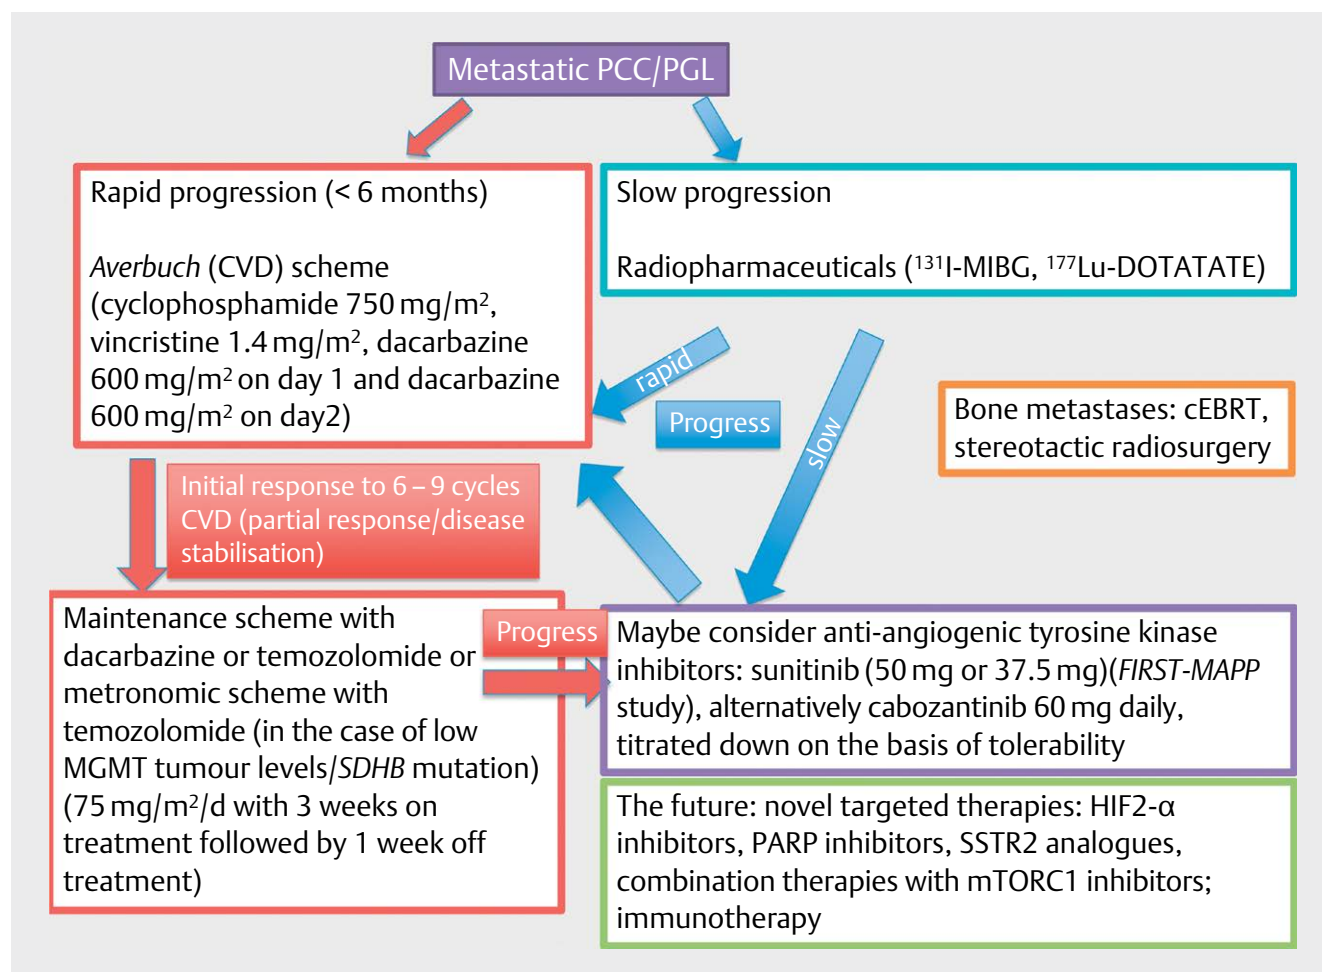 Metastatic PCC/PGL
Rapid progression (< 6 months)
Averbuch (CVD) scheme
(cyclophosphamide 750 mg/m²,
vincristine 1.4 mg/m², dacarbazine
600 mg/m² on day 1 and dacarbazine
600 mg/m² on day2)
Slow progression
Radiopharmaceuticals (¹³¹I-MIBG, ¹⁷⁷Lu-DOTATATE)
rapid
Progress
slow
Bone metastases: cEBRT,
stereotactic radiosurgery
Initial response to 6 – 9 cycles
CVD (partial response/disease
stabilisation)
Maintenance scheme with
dacarbazine or temozolomide or
metronomic scheme with
temozolomide (in the case of low
MGMT tumour levels/SDHB mutation)
(75 mg/m²/d with 3 weeks on
treatment followed by 1 week off
treatment)
Progress
Maybe consider anti-angiogenic tyrosine kinase
inhibitors: sunitinib (50 mg or 37.5 mg)(FIRST-MAPP
study), alternatively cabozantinib 60 mg daily,
titrated down on the basis of tolerability
The future: novel targeted therapies: HIF2-α
inhibitors, PARP inhibitors, SSTR2 analogues,
combination therapies with mTORC1 inhibitors;
immunotherapy